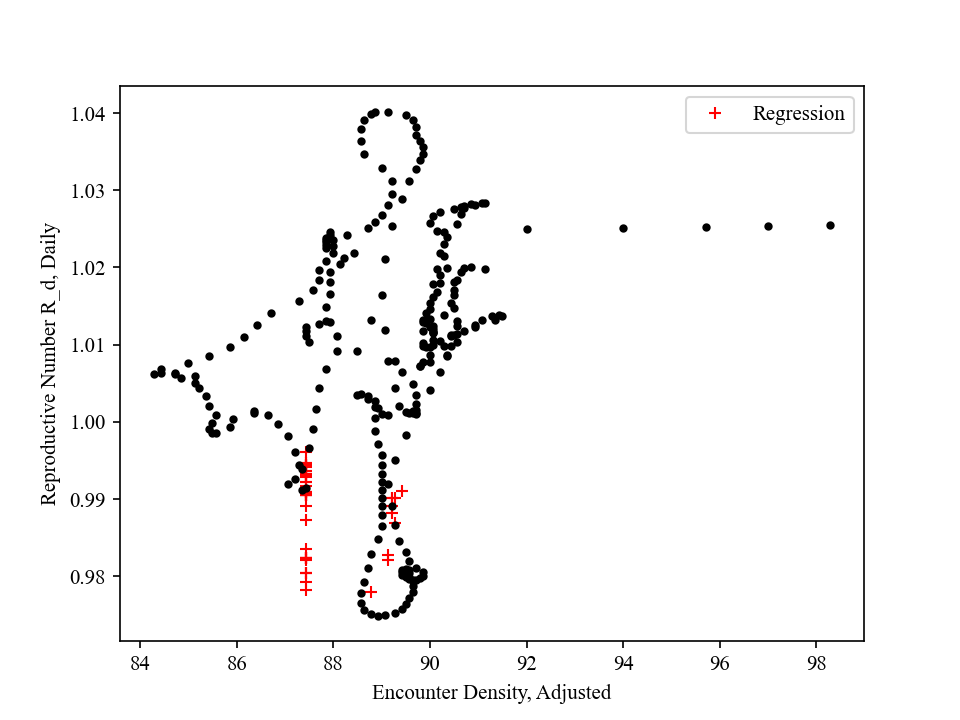 Regression
1.04
1.03
1.02
1.01
1.00
0.99
0.98
Reproductive Number R_d, Daily
84 86 88 90 92 94 96 98
Encounter Density, Adjusted